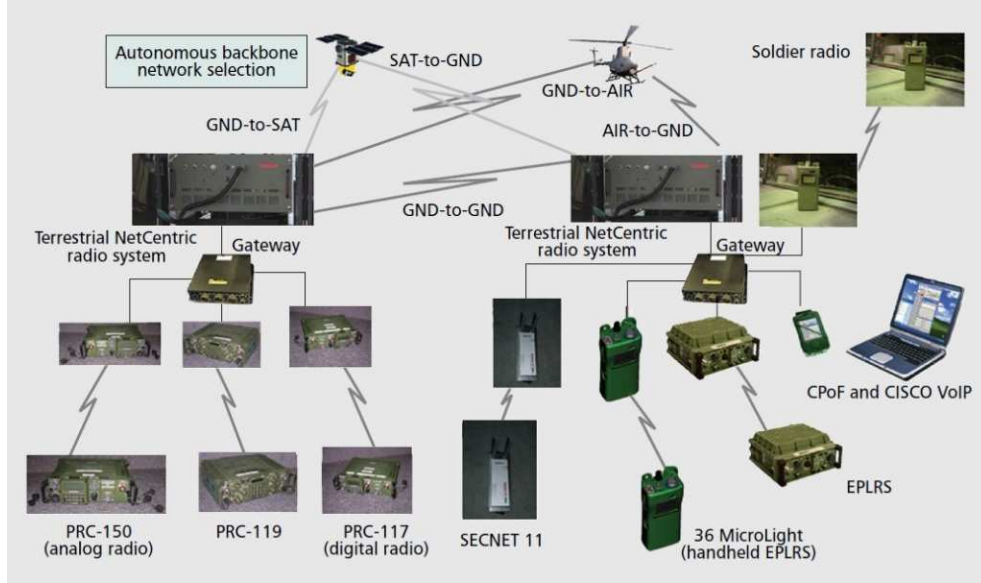 Autonomous backbone
network selection
SAT-to-GND
Soldier radio
GND-to-AIR
GND-to-SAT
AIR-to-GND
GND-to-GND
Terrestrial NetCentric
radio system
Gateway
Terrestrial NetCentric
radio system
Gateway
CPoF and CISCO VoIP
EPLRS
PRC-150
(analog radio)
PRC-119
PRC-117
(digital radio)
SECNET 11
36 MicroLight
(handheld EPLRS)